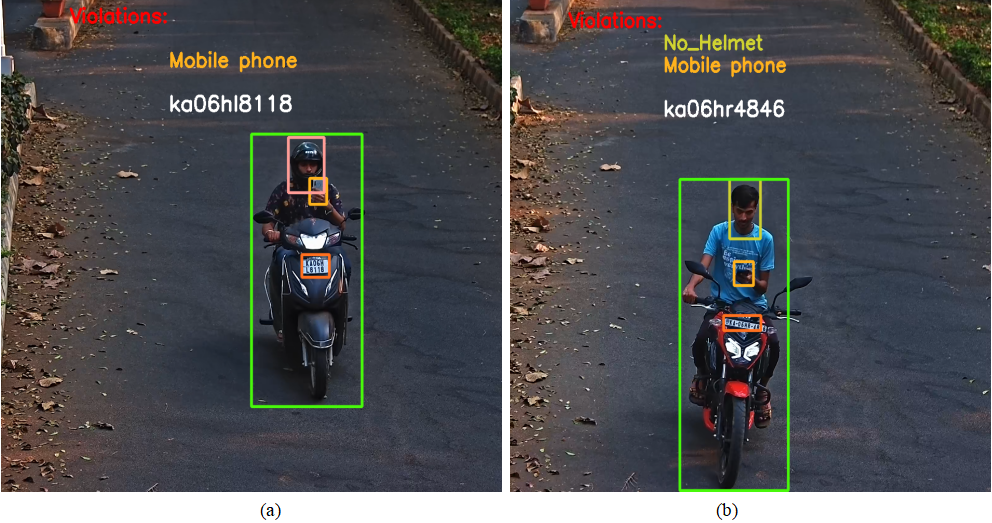 Violations:
Mobile phone
ka06hl8118
Violations:
No_Helmet
Mobile phone
ka06hr4846
(a)
(b)